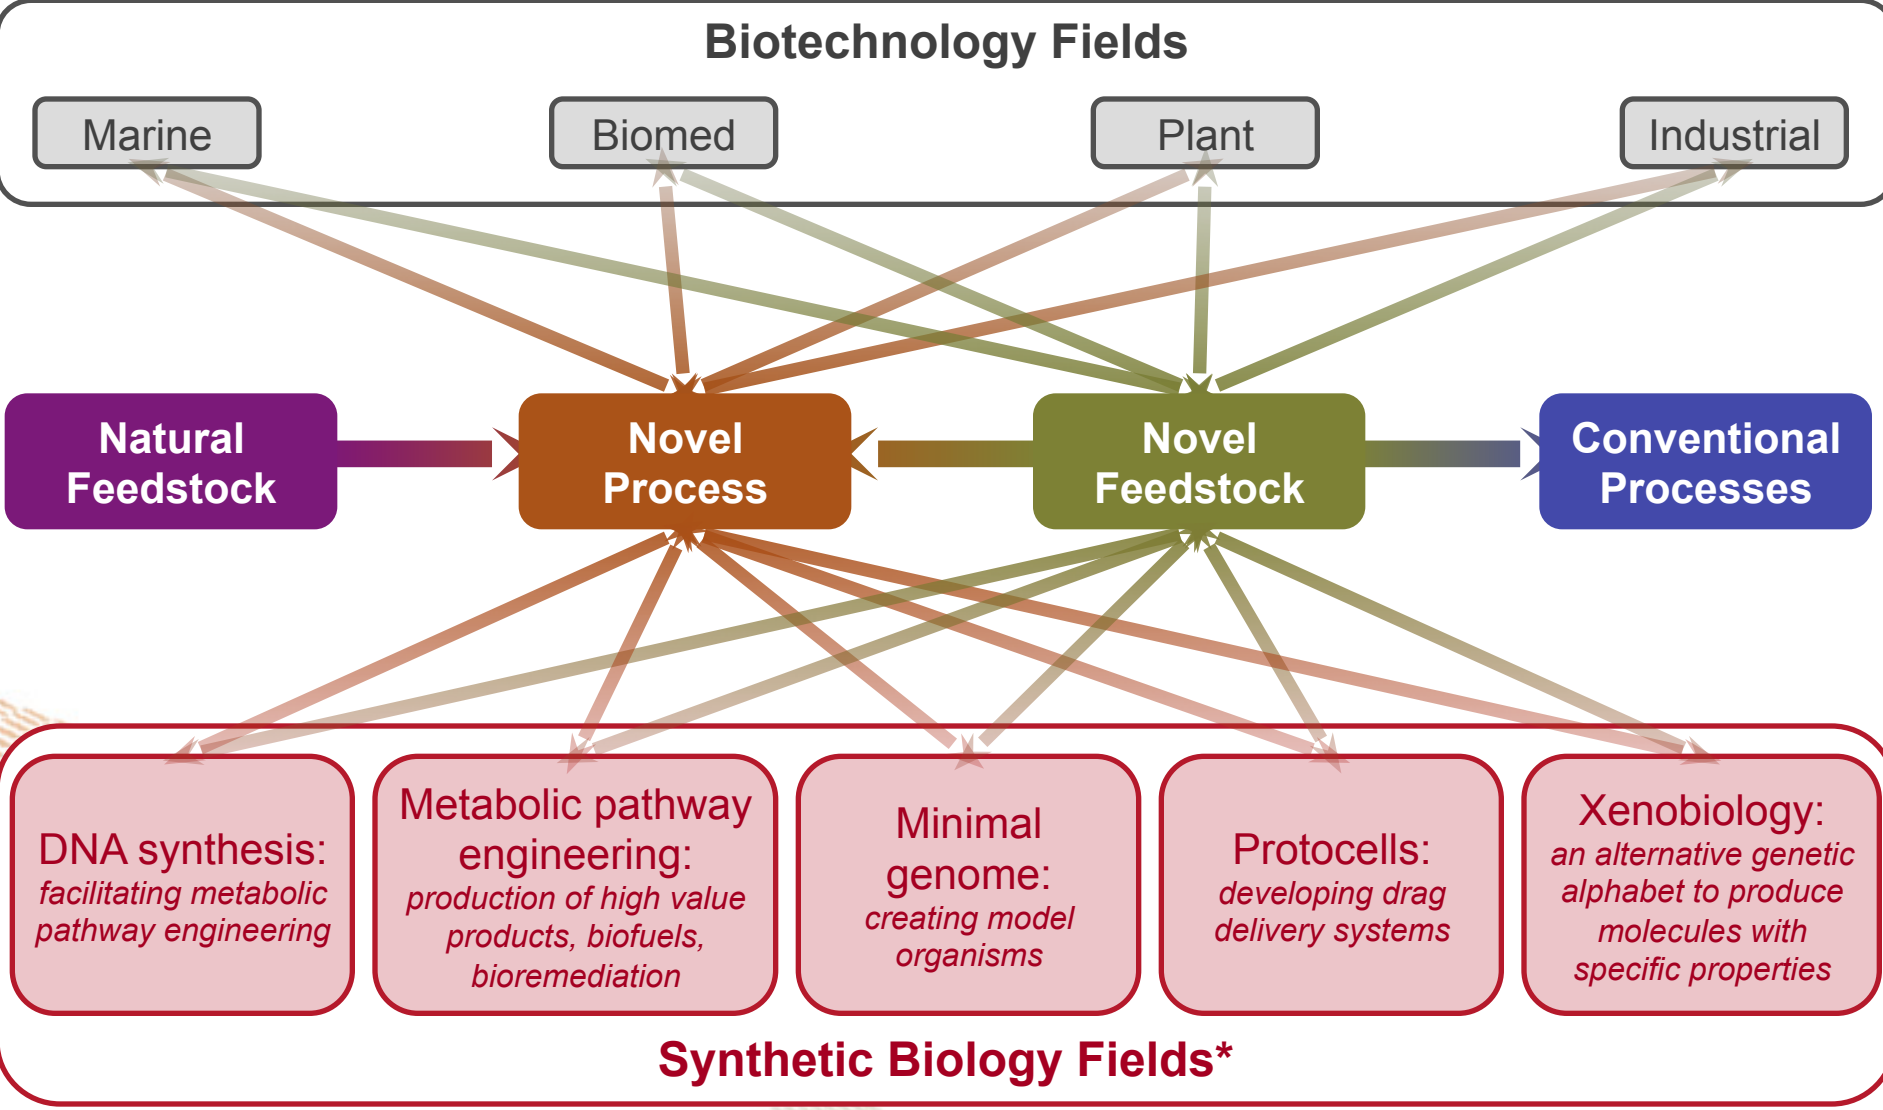 Biotechnology Fields
Marine
Biomed
Plant
Industrial
Natural
Feedstock
Novel
Process
Novel
Feedstock
Conventional
Processes
DNA synthesis:
facilitating metabolic
pathway engineering
Metabolic pathway
engineering:
production of high value
products, biofuels,
bioremediation
Minimal
genome:
creating model
organisms
Protocells:
developing drag
delivery systems
Xenobiology:
an alternative genetic
alphabet to produce
molecules with
specific properties
Synthetic Biology Fields*